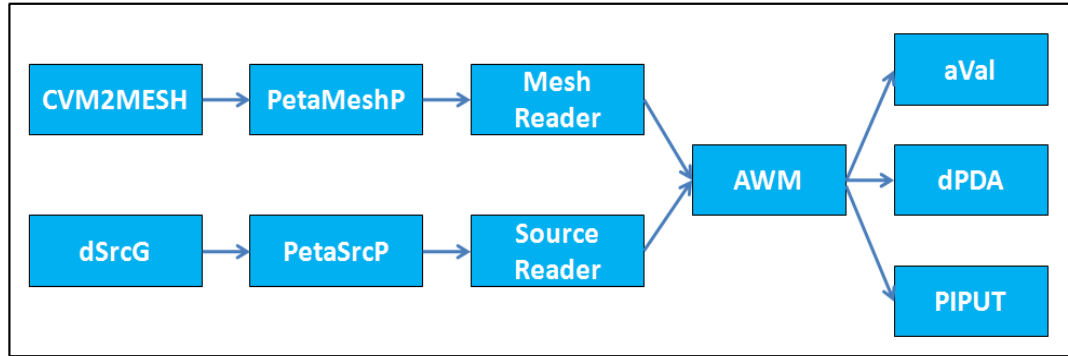 CVM2MESH
PetaMeshP
Mesh
Reader
dSrcG
PetaSrcP
Source
Reader
AWM
aVal
dPDA
PIPUT